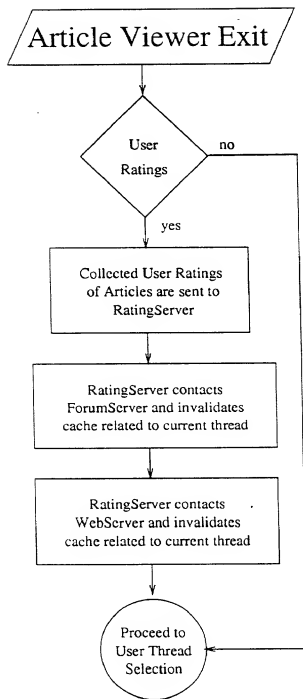 Article Viewer Exit
User
Ratings
no
yes
Collected User Ratings
of Articles are sent to
RatingServer
RatingServer contacts
ForumServer and invalidates
cache related to current thread
RatingServer contacts
WebServer and invalidates
cache related to current thread
Proceed to
User Thread
Selection